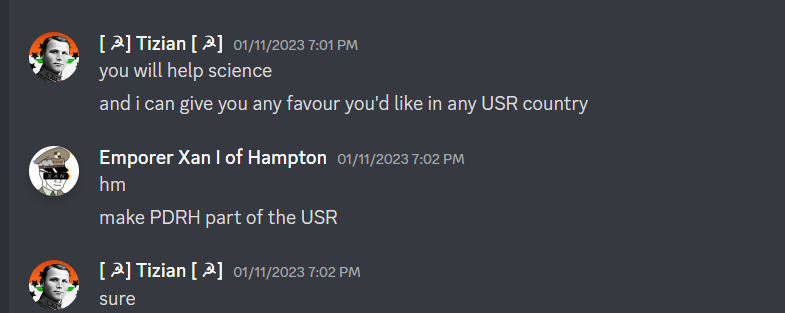 [ ☭] Tizian [ ☭] 01/11/2023 7:01 PM
you will help science
and i can give you any favour you'd like in any USR country
Emporer Xan I of Hampton 01/11/2023 7:02 PM
XAN
hm
make PDRH part of the USR
[ ☭] Tizian [ ☭] 01/11/2023 7:02 PM
sure